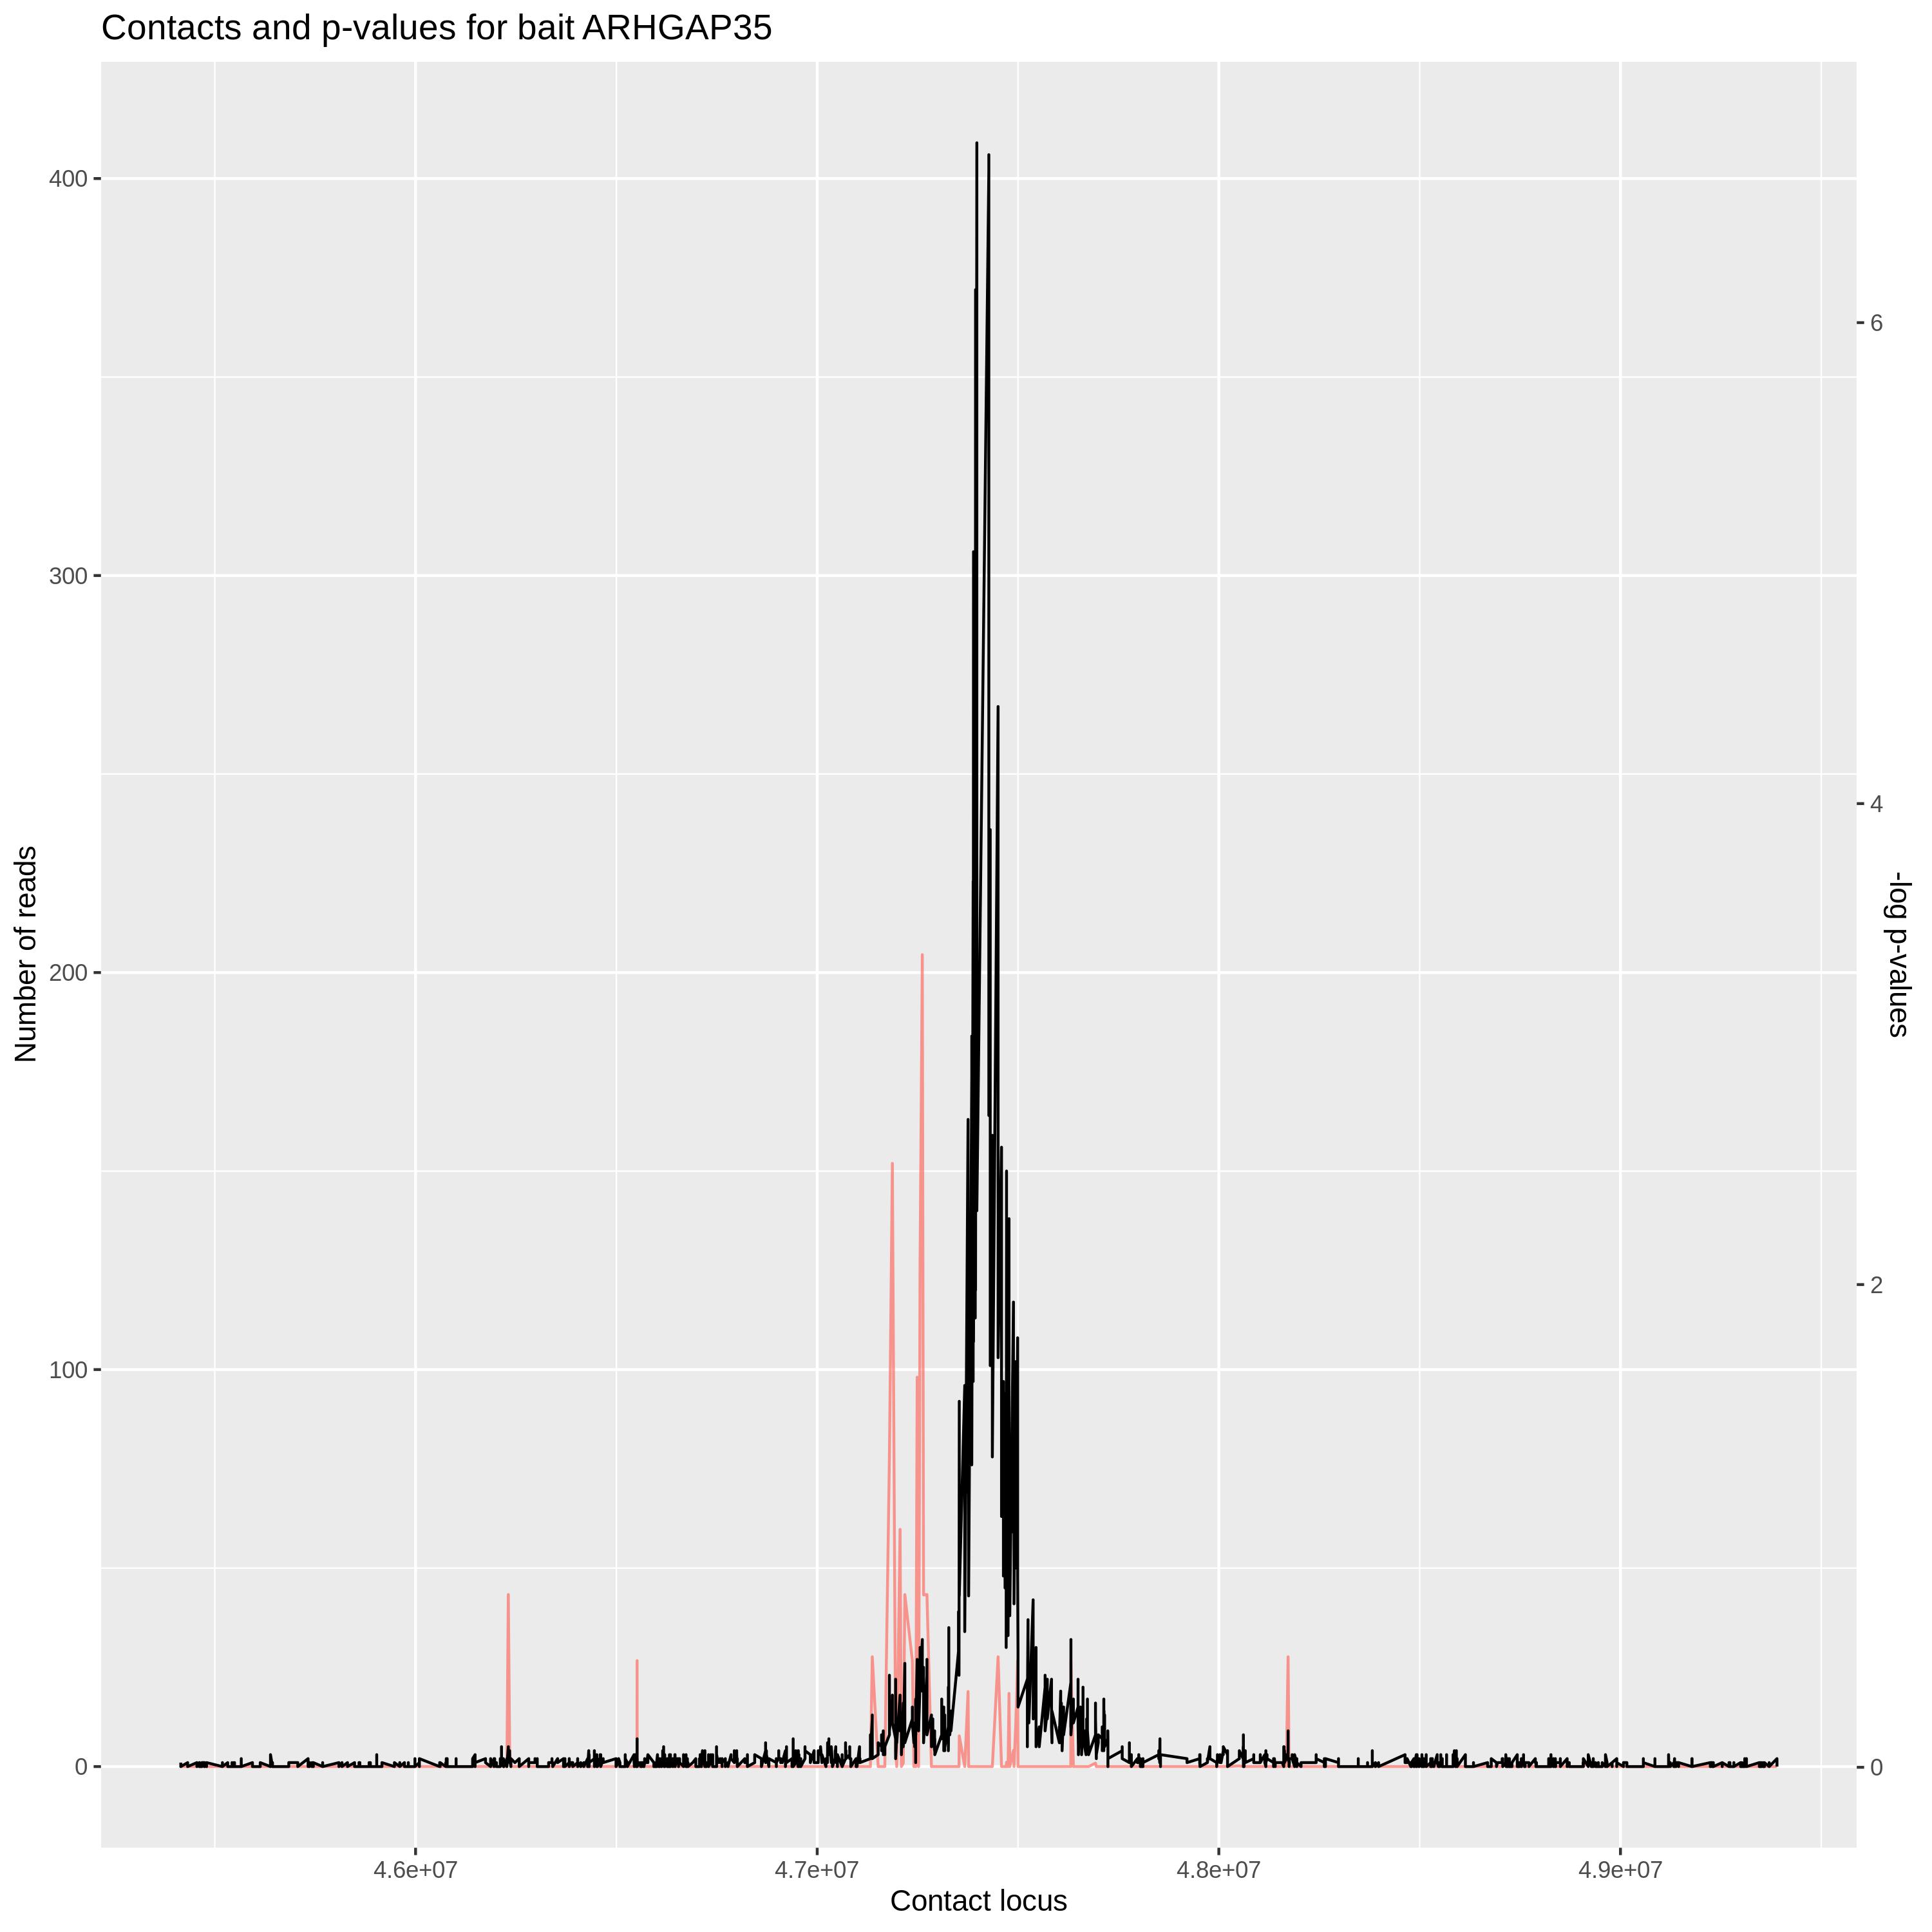 Contacts and p-values for bait ARHGAP35
Number of reads
400
300
200
100
0
6
4
2
0
-log p-values
4.6e+07
4.7e+07
4.8e+07
4.9e+07
Contact locus